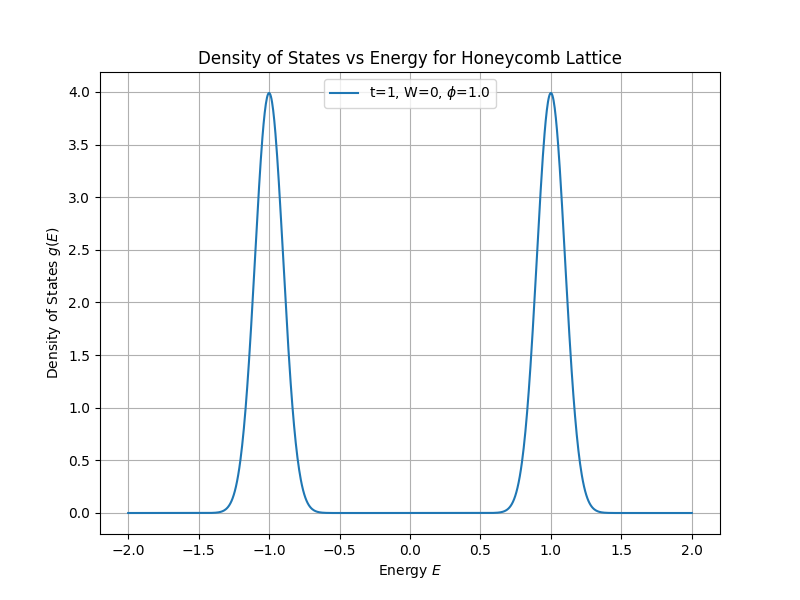 Density of States vs Energy for Honeycomb Lattice
t=1, W=0, ϕ=1.0
4.0
3.5
3.0
2.5
2.0
1.5
1.0
0.5
0.0
Density of States g(E)
−2.0 −1.5 −1.0 −0.5 0.0 0.5 1.0 1.5 2.0
Energy E